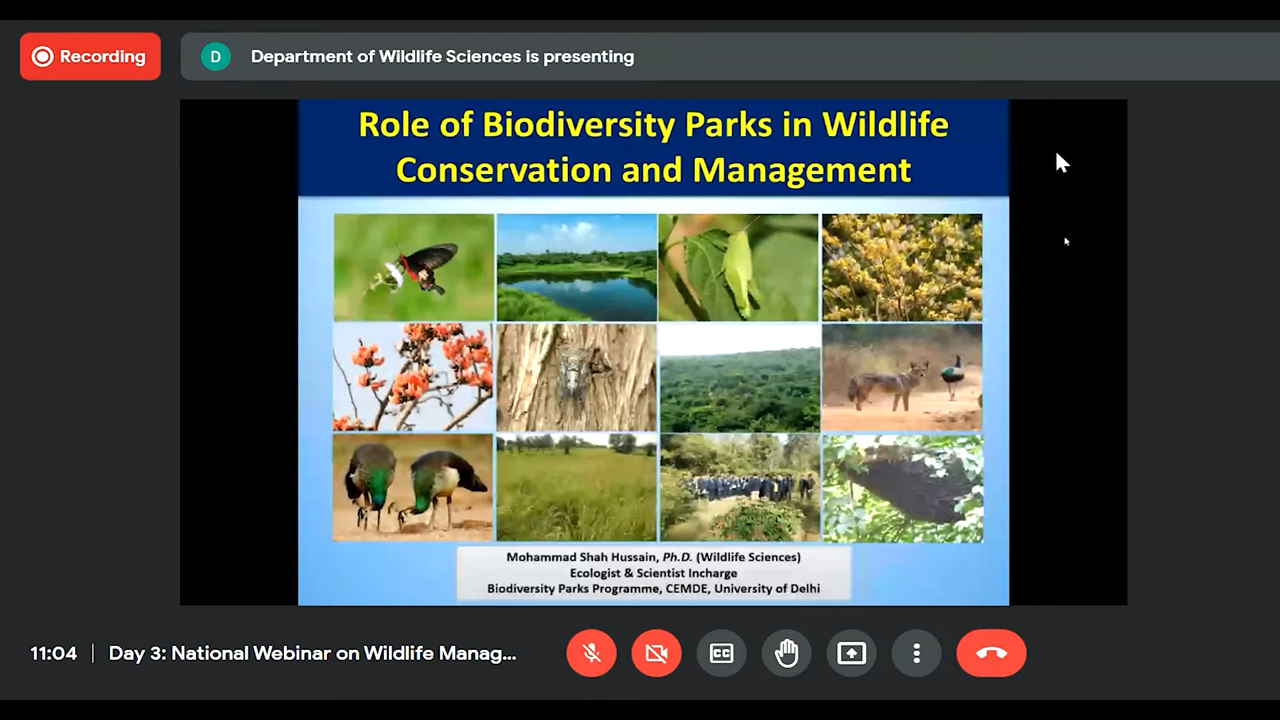 Recording
D
Department of Wildlife Sciences is presenting
Role of Biodiversity Parks in Wildlife
Conservation and Management
Mohammad Shah Hussain, Ph.D. (Wildlife Sciences)
Ecologist & Scientist Incharge
Biodiversity Parks Programme, CEMDE, University of Delhi
11:04 | Day 3: National Webinar on Wildlife Manag...
CC